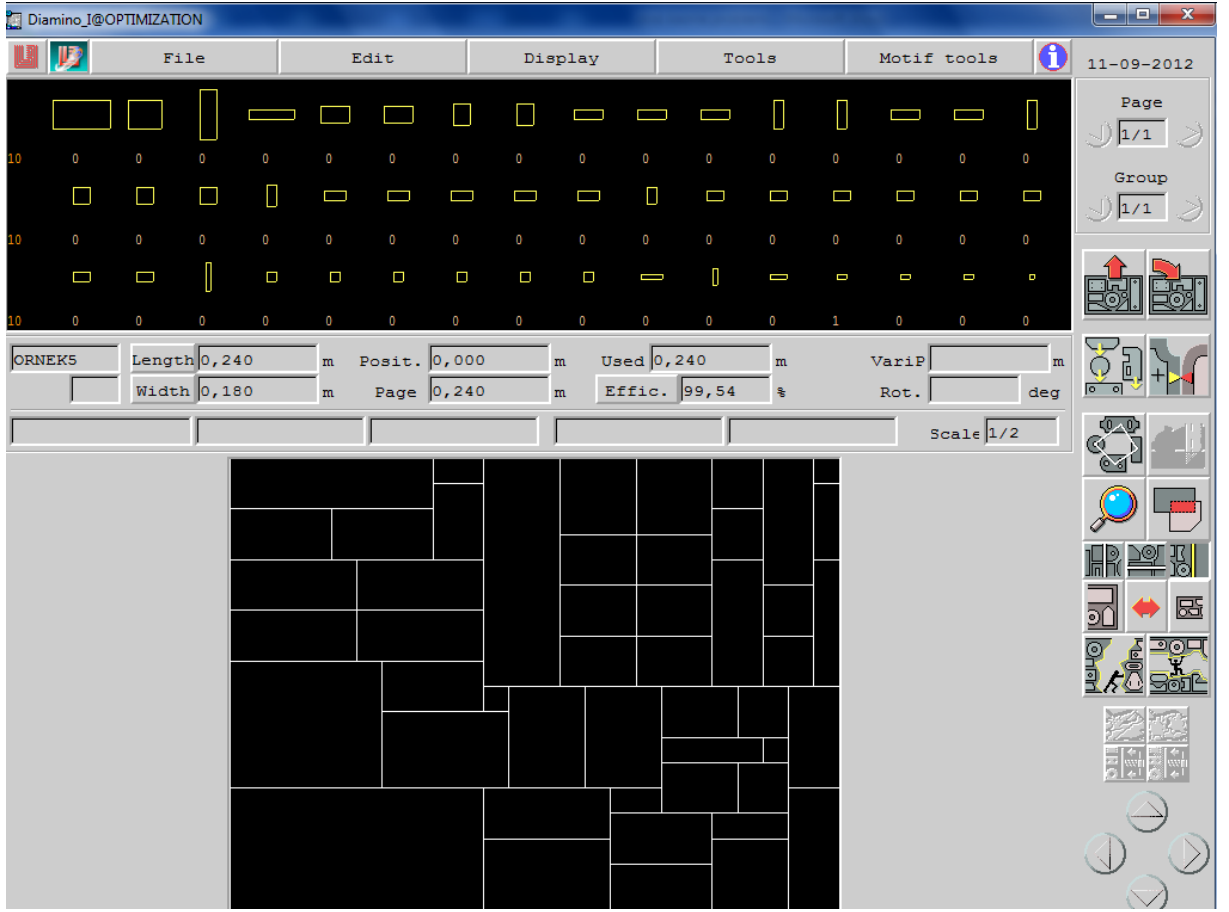 Diamino_I@OPTIMIZATION
File Edit Display Tools Motif tools i 11-09-2012
Page
1/1
Group
1/1
10 0 0 0 0 0 0 0 0 0 0 0 0 0 0 0 0
10 0 0 0 0 0 0 0 0 0 0 0 0 0 0 0 0
10 0 0 0 0 0 0 0 0 0 0 0 0 1 0 0 0
ORNEK5 Length 0,240 m Posit. 0,000 m Used 0,240 m VariP m
Width 0,180 m Page 0,240 m Effic. 99,54 % Rot. deg
Scale 1/2